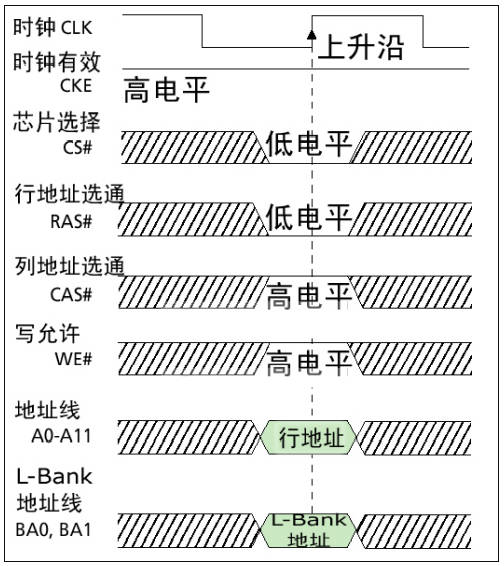 时钟 CLK
上升沿
时钟有效
CKE
高电平
芯片选择
CS#
低电平
行地址选通
RAS#
低电平
列地址选通
CAS#
高电平
写允许
WE#
高电平
地址线
A0-A11
行地址
L-Bank
地址线
BA0, BA1
L-Bank
地址